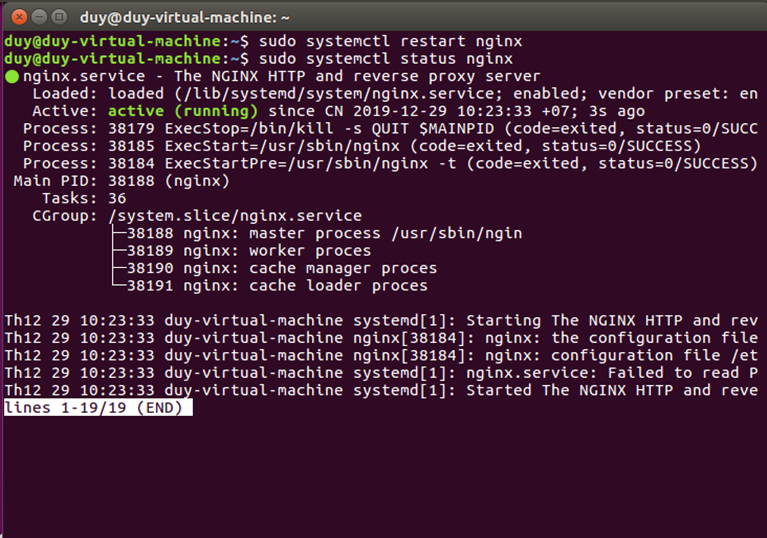 duy@duy-virtual-machine: ~
duy@duy-virtual-machine:~$ sudo systemctl restart nginx
duy@duy-virtual-machine:~$ sudo systemctl status nginx
● nginx.service - The NGINX HTTP and reverse proxy server
   Loaded: loaded (/lib/systemd/system/nginx.service; enabled; vendor preset: en
   Active: active (running) since CN 2019-12-29 10:23:33 +07; 3s ago
  Process: 38179 ExecStop=/bin/kill -s QUIT $MAINPID (code=exited, status=0/SUCC
  Process: 38185 ExecStart=/usr/sbin/nginx (code=exited, status=0/SUCCESS)
  Process: 38184 ExecStartPre=/usr/sbin/nginx -t (code=exited, status=0/SUCCESS)
 Main PID: 38188 (nginx)
    Tasks: 36
   CGroup: /system.slice/nginx.service
           ├─38188 nginx: master process /usr/sbin/ngin
           ├─38189 nginx: worker proces
           ├─38190 nginx: cache manager proces
           └─38191 nginx: cache loader proces
Th12 29 10:23:33 duy-virtual-machine systemd[1]: Starting The NGINX HTTP and rev
Th12 29 10:23:33 duy-virtual-machine nginx[38184]: nginx: the configuration file
Th12 29 10:23:33 duy-virtual-machine nginx[38184]: nginx: configuration file /et
Th12 29 10:23:33 duy-virtual-machine systemd[1]: nginx.service: Failed to read P
Th12 29 10:23:33 duy-virtual-machine systemd[1]: Started The NGINX HTTP and reve
lines 1-19/19 (END)